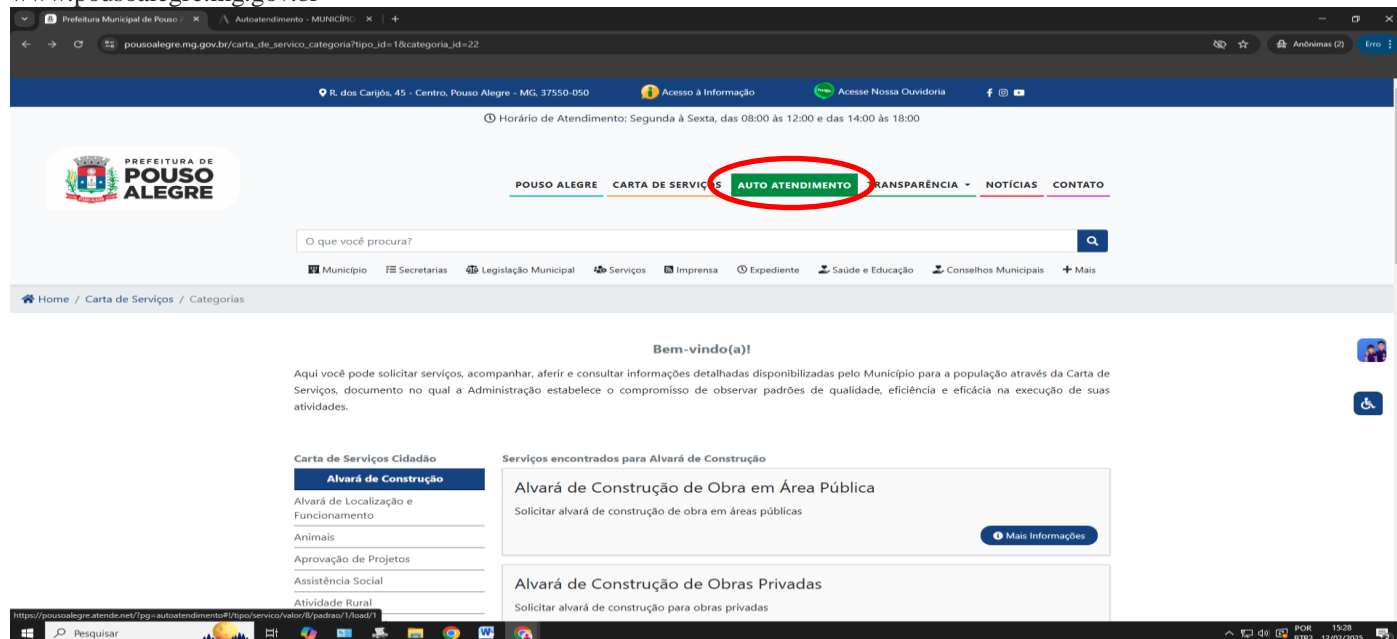 www.pousoalegre.mg.gov.br
Prefeitura Municipal de Pouso A
Autoatendimento - MUNICÍPIO
pousoalegre.mg.gov.br/carta_de_servico_categoria?tipo_id=1&categoria_id=22
Anônimas (2)
Erro
R. dos Carijós, 45 - Centro, Pouso Alegre - MG, 37550-050
Acesso à Informação
Acesse Nossa Ouvidoria
Horário de Atendimento: Segunda à Sexta, das 08:00 às 12:00 e das 14:00 às 18:00
PREFEITURA DE
POUSO
ALEGRE
POUSO ALEGRE CARTA DE SERVIÇOS AUTO ATENDIMENTO TRANSPARÊNCIA NOTÍCIAS CONTATO
O que você procura?
Município Secretarias Legislação Municipal Serviços Imprensa Expediente Saúde e Educação Conselhos Municipais + Mais
Home / Carta de Serviços / Categorias
Bem-vindo(a)!
Aqui você pode solicitar serviços, acompanhar, aferir e consultar informações detalhadas disponibilizadas pelo Município para a população através da Carta de
Serviços, documento no qual a Administração estabelece o compromisso de observar padrões de qualidade, eficiência e eficácia na execução de suas
atividades.
Carta de Serviços Cidadão
Alvará de Construção
Alvará de Localização e
Funcionamento
Animais
Aprovação de Projetos
Assistência Social
Atividade Rural
Serviços encontrados para Alvará de Construção
Alvará de Construção de Obra em Área Pública
Solicitar alvará de construção de obra em áreas públicas
Mais Informações
Alvará de Construção de Obras Privadas
Solicitar alvará de construção para obras privadas
https://pousoalegre.atende.net/?pg=autoatendimento#!/tipo/servico/valor/8/padrao/1/load/1
Pesquisar
POR
PTB2
15:28
12/02/2025